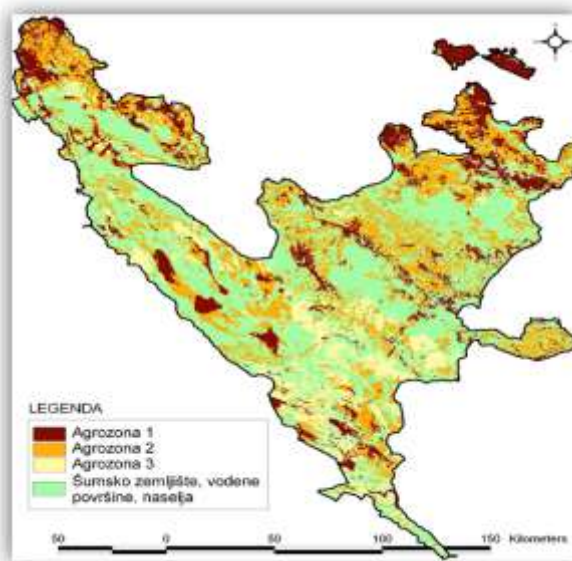 LEGENDA
Agrozona 1
Agrozona 2
Agrozona 3
Šumsko zemljište, vodene
površine, naselja
50 0 50 100 150 Kilometers